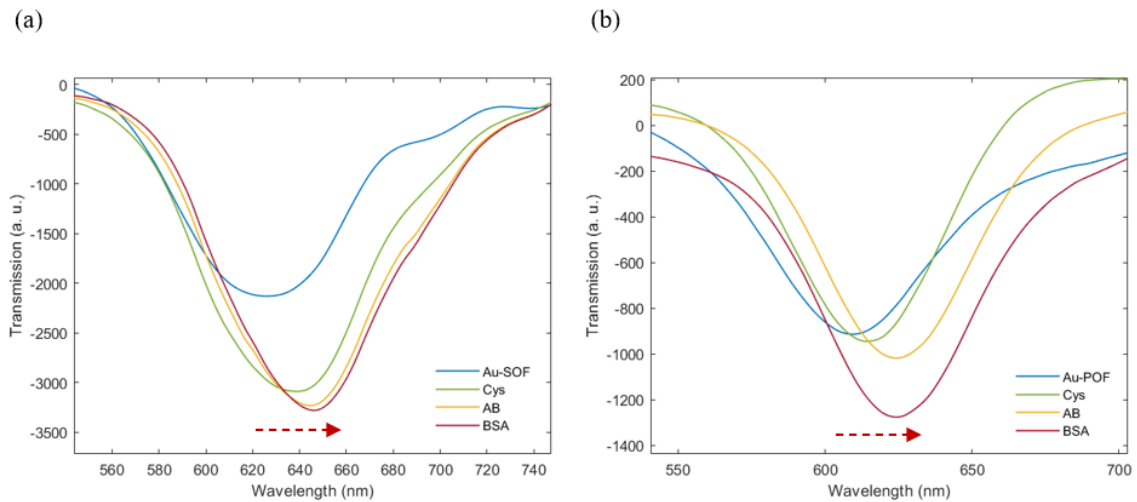 (a)
(b)
0
-500
-1000
-1500
-2000
-2500
-3000
-3500
560
580
600
620
640
660
680
700
720
740
Transmission (a. u.)
Wavelength (nm)
Au-SOF
Cys
AB
BSA
200
0
-200
-400
-600
-800
-1000
-1200
-1400
550
600
650
700
Transmission (a. u.)
Wavelength (nm)
Au-POF
Cys
AB
BSA